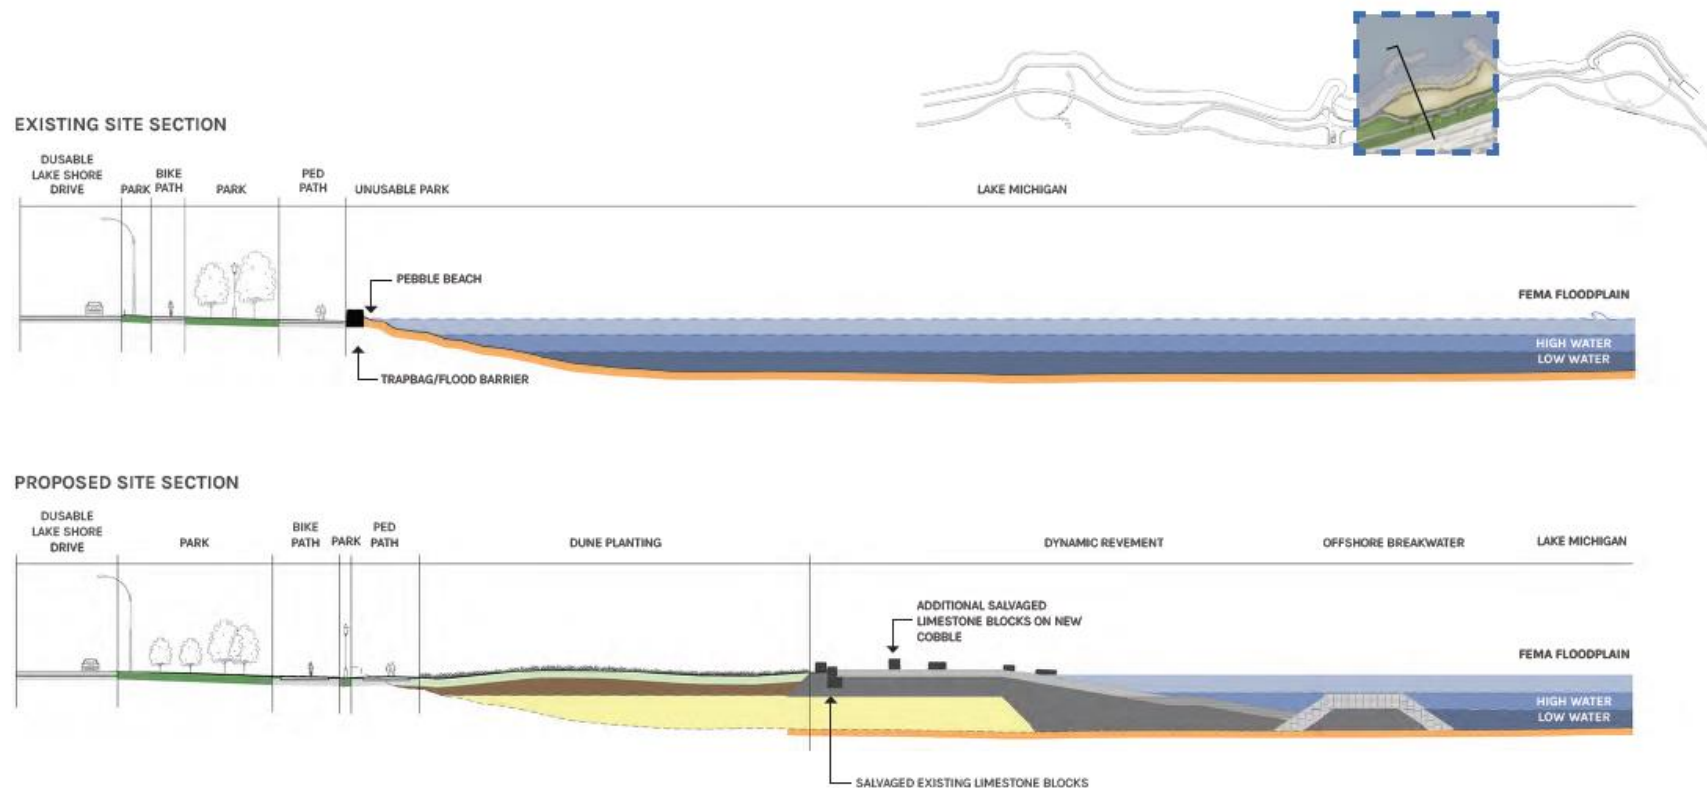 EXISTING SITE SECTION
DUSABLE
LAKE SHORE
DRIVE
PARK
BIKE
PATH
PARK
PED
PATH
UNUSABLE PARK
LAKE MICHIGAN
PEBBLE BEACH
FEMA FLOODPLAIN
HIGH WATER
LOW WATER
TRAPBAG/FLOOD BARRIER
PROPOSED SITE SECTION
DUSABLE
LAKE SHORE
DRIVE
PARK
BIKE
PATH
PARK
PED
PATH
DUNE PLANTING
DYNAMIC REVEMENT
OFFSHORE BREAKWATER
LAKE MICHIGAN
ADDITIONAL SALVAGED
LIMESTONE BLOCKS ON NEW
COBBLE
FEMA FLOODPLAIN
HIGH WATER
LOW WATER
SALVAGED EXISTING LIMESTONE BLOCKS